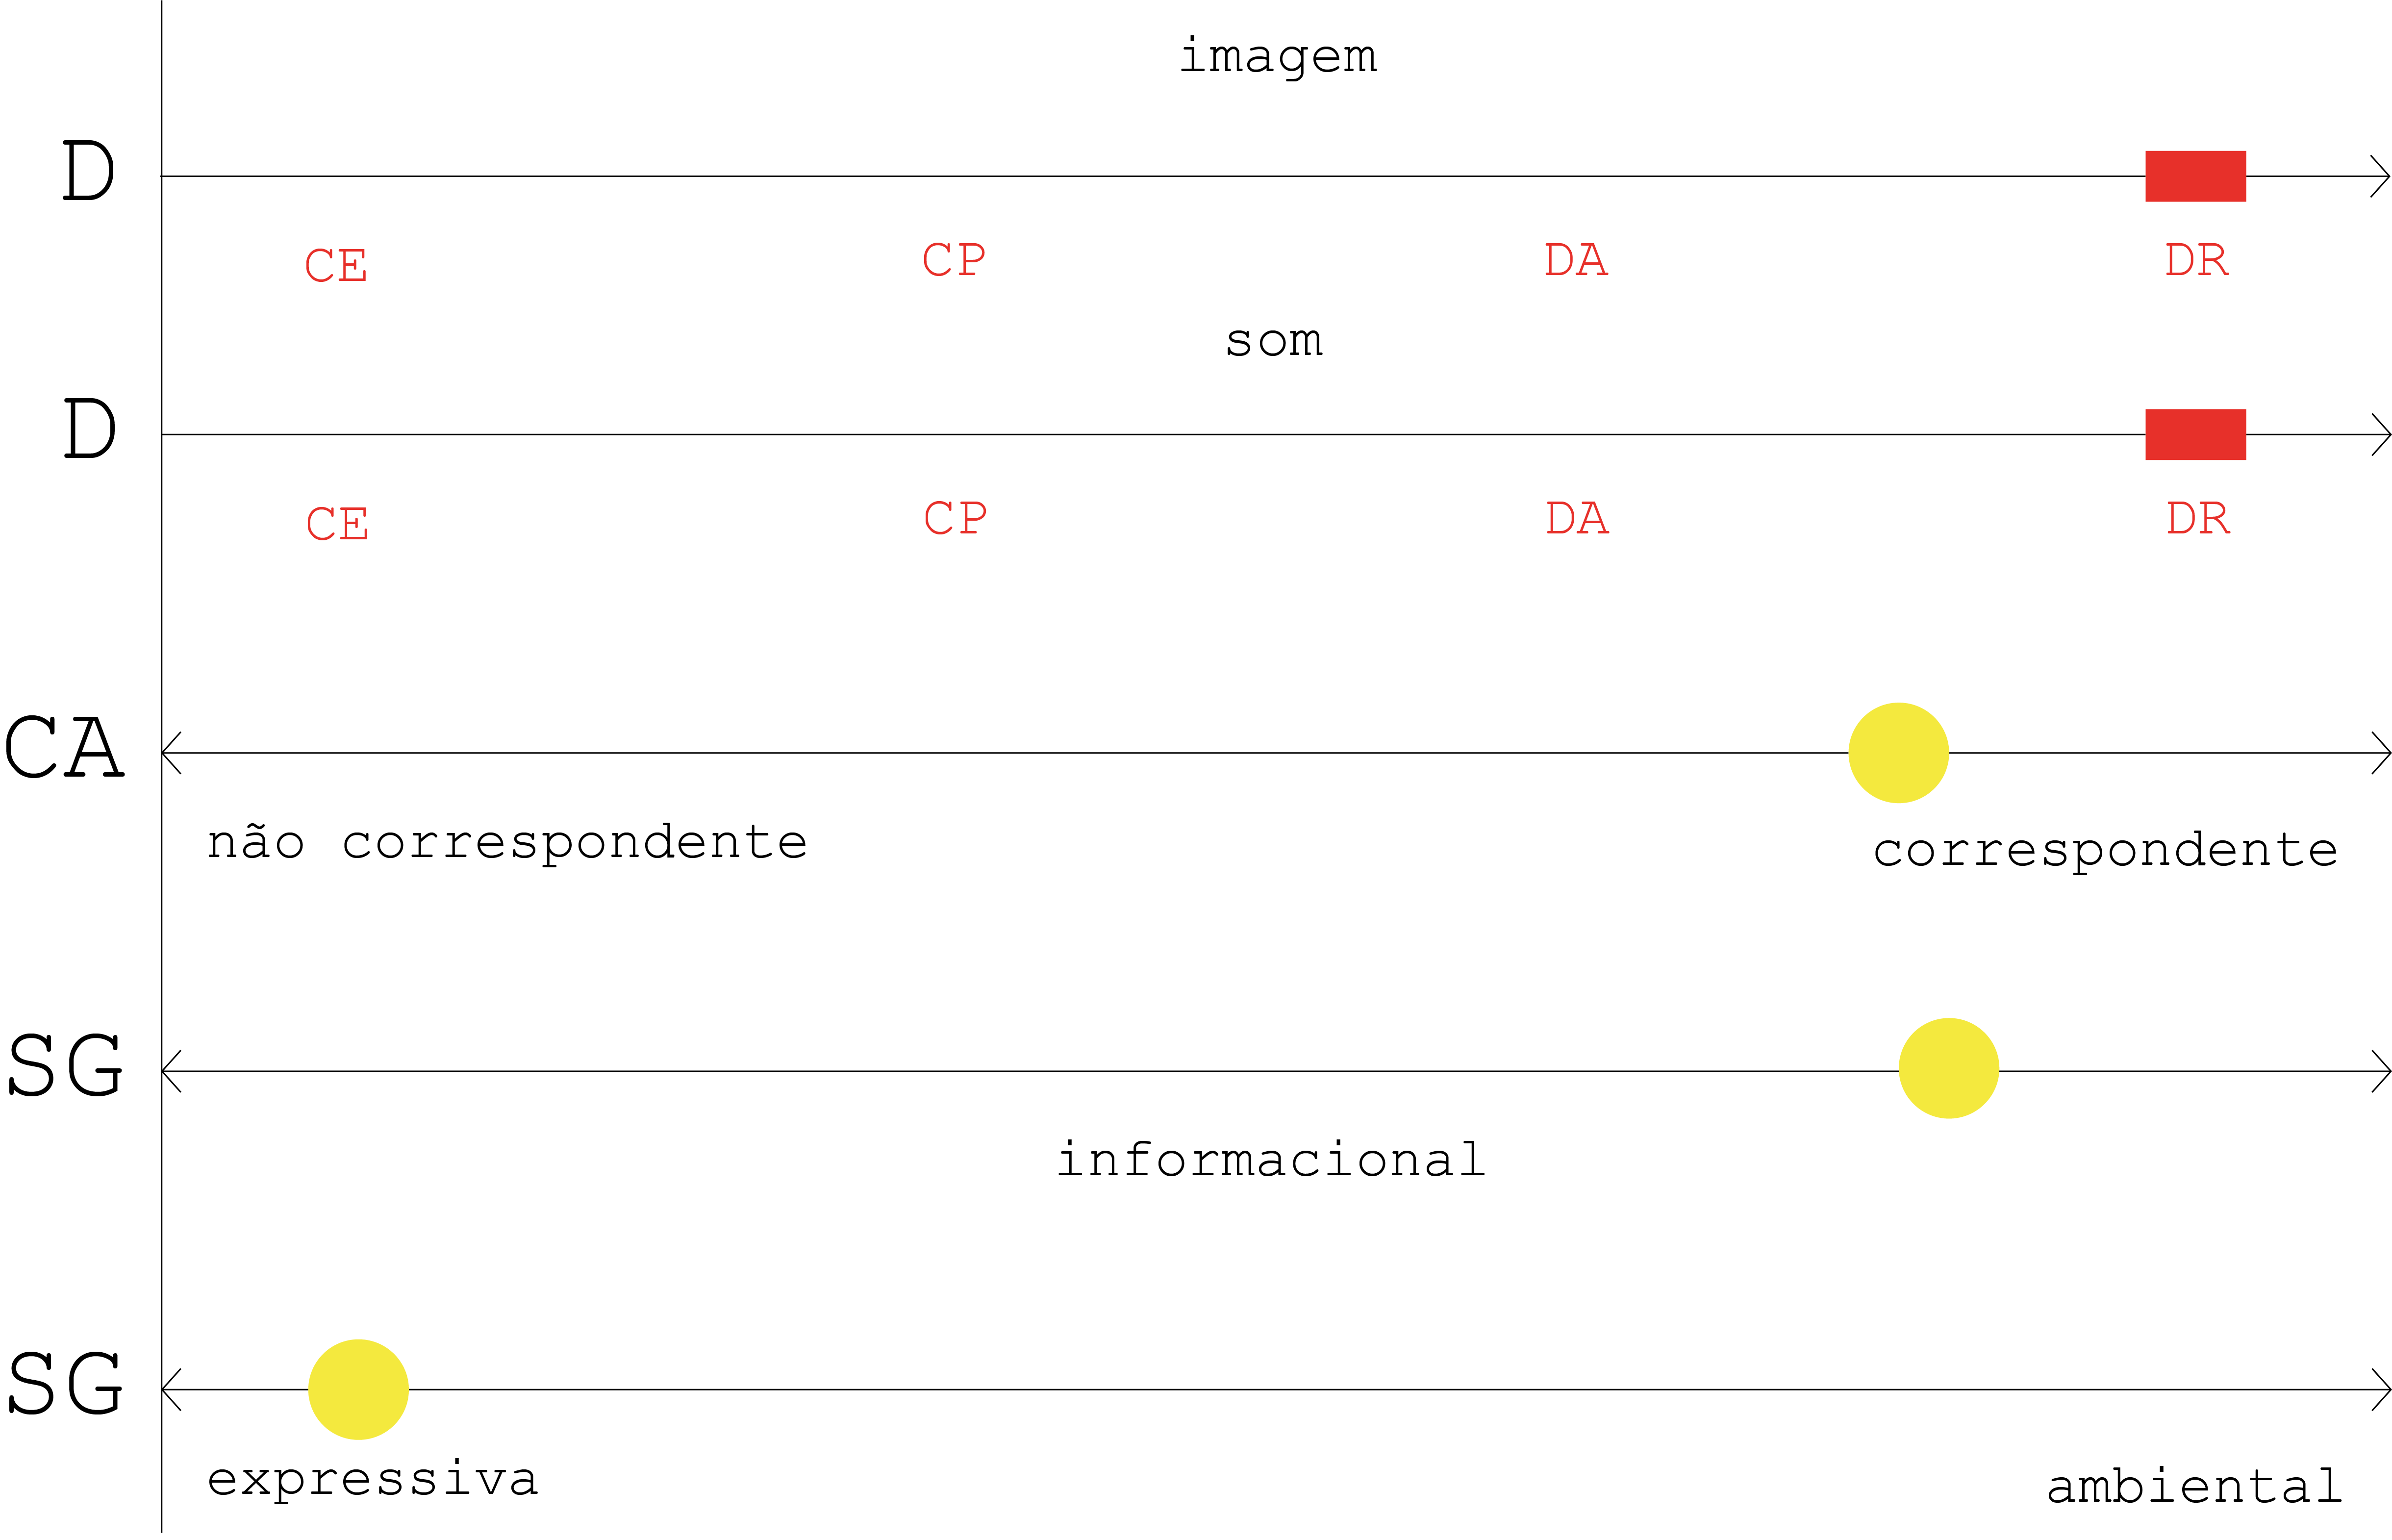 imagem
D
CE CP DA DR
som
D
CE CP DA DR
CA
não correspondente correspondente
SG
informacional
SG
expressiva ambiental